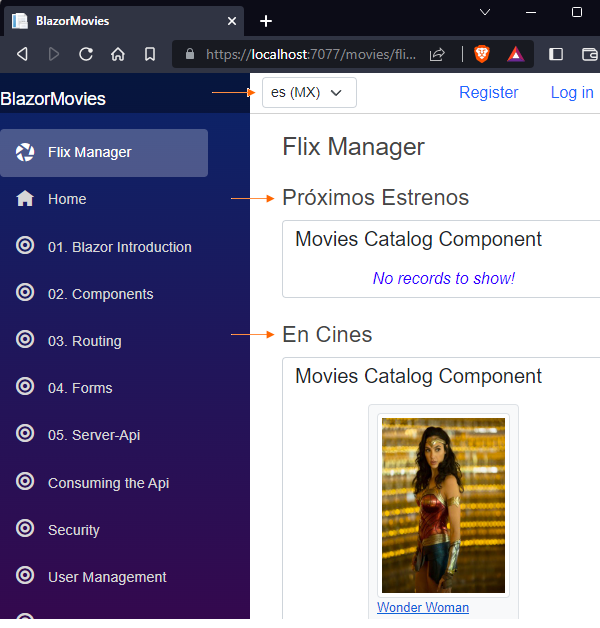 BlazorMovies
https://localhost:7077/movies/fli...
BlazorMovies
es (MX)
Register
Log in
Flix Manager
Home
01. Blazor Introduction
02. Components
03. Routing
04. Forms
05. Server-Api
Consuming the Api
Security
User Management
Flix Manager
Próximos Estrenos
Movies Catalog Component
No records to show!
En Cines
Movies Catalog Component
Wonder Woman